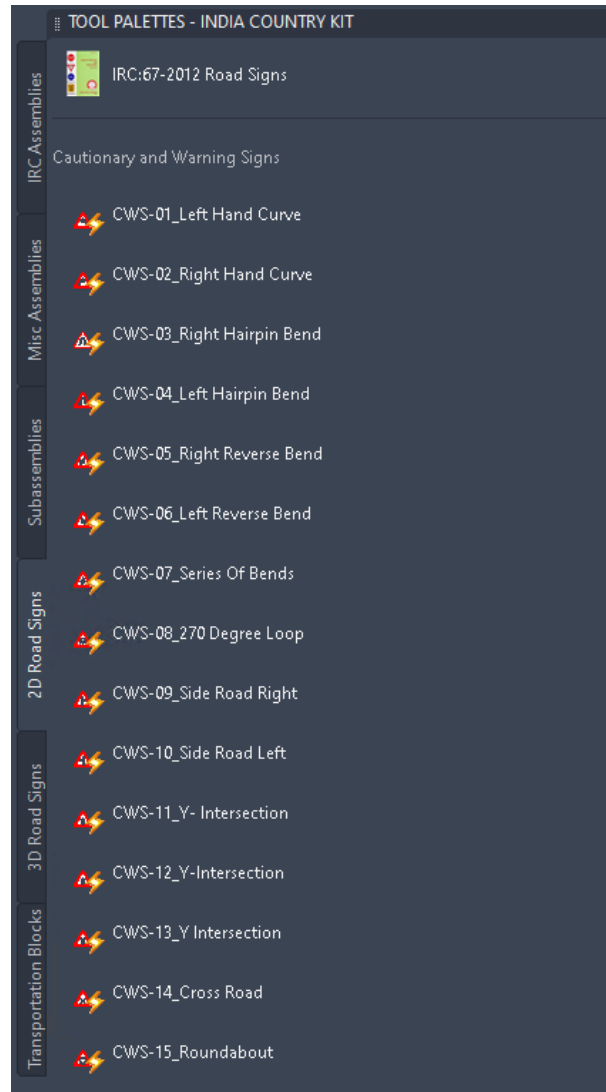 TOOL PALETTES - INDIA COUNTRY KIT
IRC:67-2012 Road Signs
Cautionary and Warning Signs
CWS-01_Left Hand Curve
CWS-02_Right Hand Curve
CWS-03_Right Hairpin Bend
CWS-04_Left Hairpin Bend
CWS-05_Right Reverse Bend
CWS-06_Left Reverse Bend
CWS-07_Series Of Bends
CWS-08_270 Degree Loop
CWS-09_Side Road Right
CWS-10_Side Road Left
CWS-11_Y- Intersection
CWS-12_Y-Intersection
CWS-13_Y Intersection
CWS-14_Cross Road
CWS-15_Roundabout
IRC Assemblies
Misc Assemblies
Subassemblies
2D Road Signs
3D Road Signs
Transportation Blocks